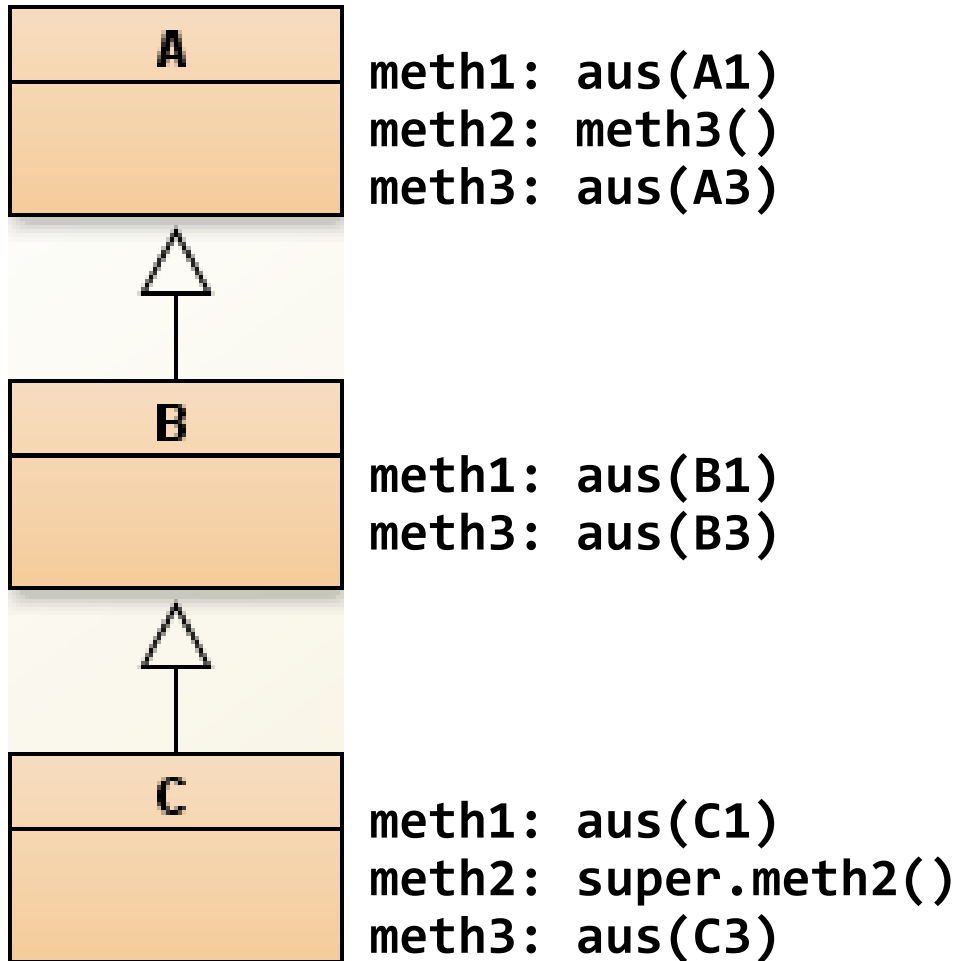 A
meth1: aus(A1)
meth2: meth3()
meth3: aus(A3)
B
meth1: aus(B1)
meth3: aus(B3)
C
meth1: aus(C1)
meth2: super.meth2()
meth3: aus(C3)